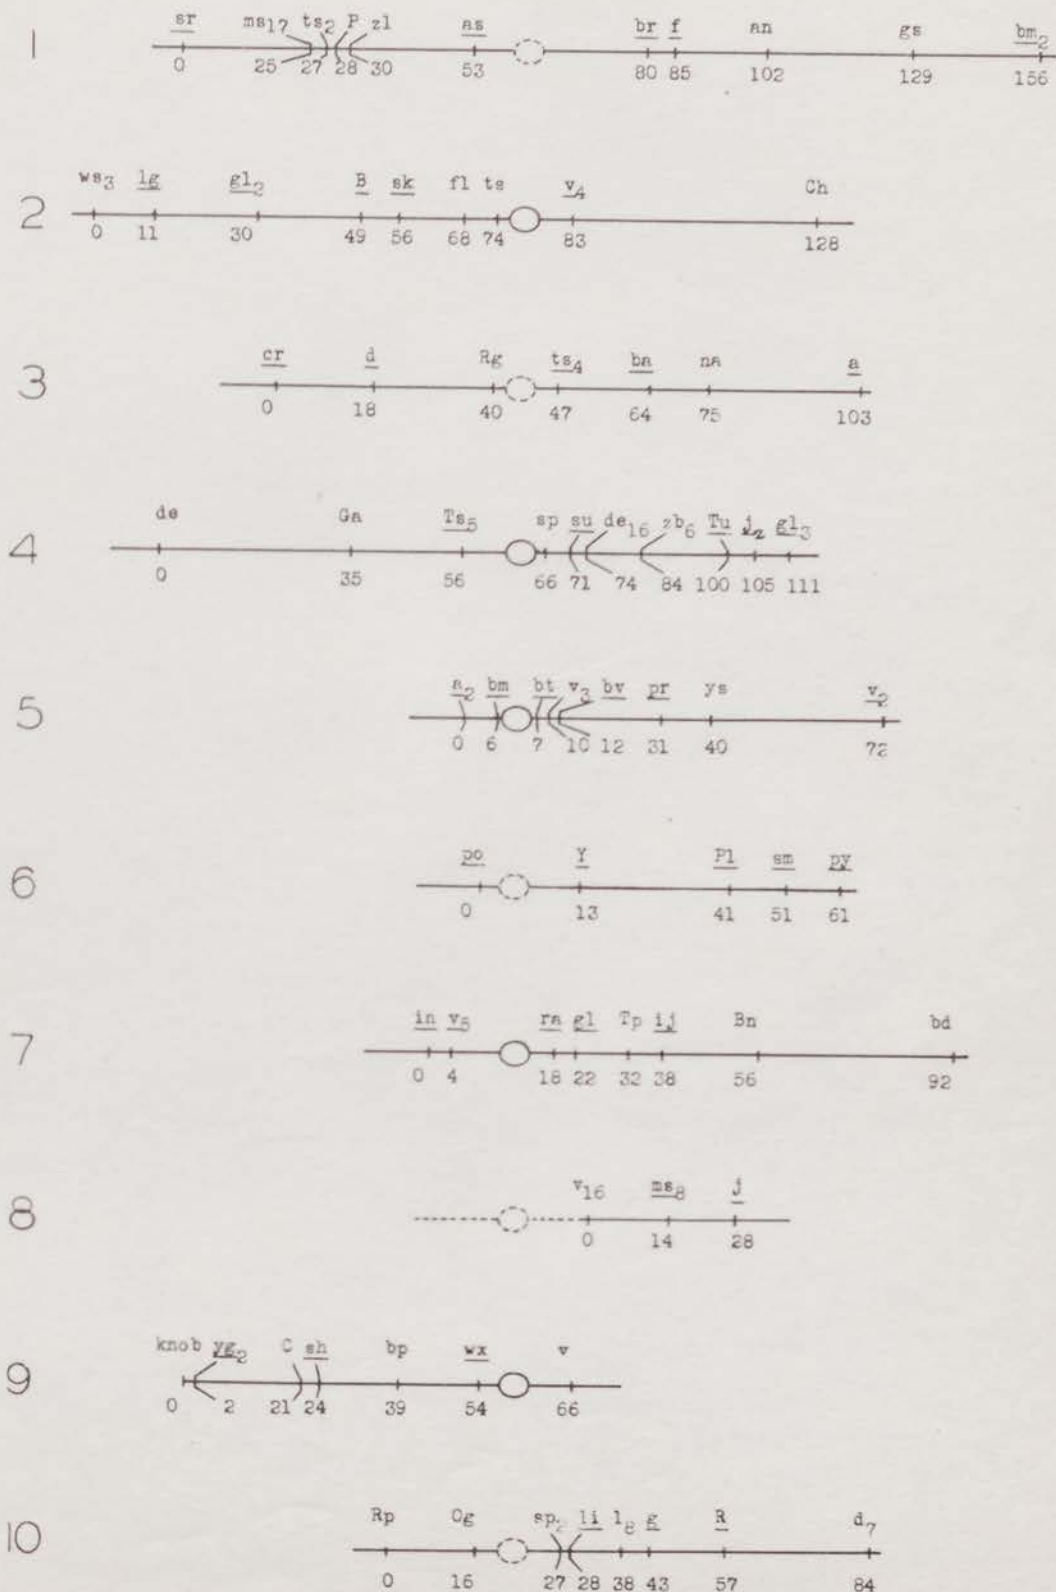 sr ms17 ts2 P zl as br f an gs bm2
1
0 25 27 28 30 53 80 85 102 129 156
ws3 lg gl2 B sk fl ts v4 Ch
2
0 11 30 49 56 68 74 83 128
cr d Rg ts4 ba na a
3
0 18 40 47 64 75 103
de Ga Ts5 sp su de16 zb6 Tu j2 gl3
4
0 35 56 66 71 74 84 100 105 111
a2 bm bt v3 bv pr ys v2
5
0 6 7 10 12 31 40 72
po Y Pl sm py
6
0 13 41 51 61
in v5 ra gl Tp ij Bn bd
7
0 4 18 22 32 38 56 92
v16 ms8 j
8
0 14 28
knob yg2 C sh bp wx v
9
0 2 21 24 39 54 66
Rp Og sp2 li l8 g R d7
10
0 16 27 28 38 43 57 84